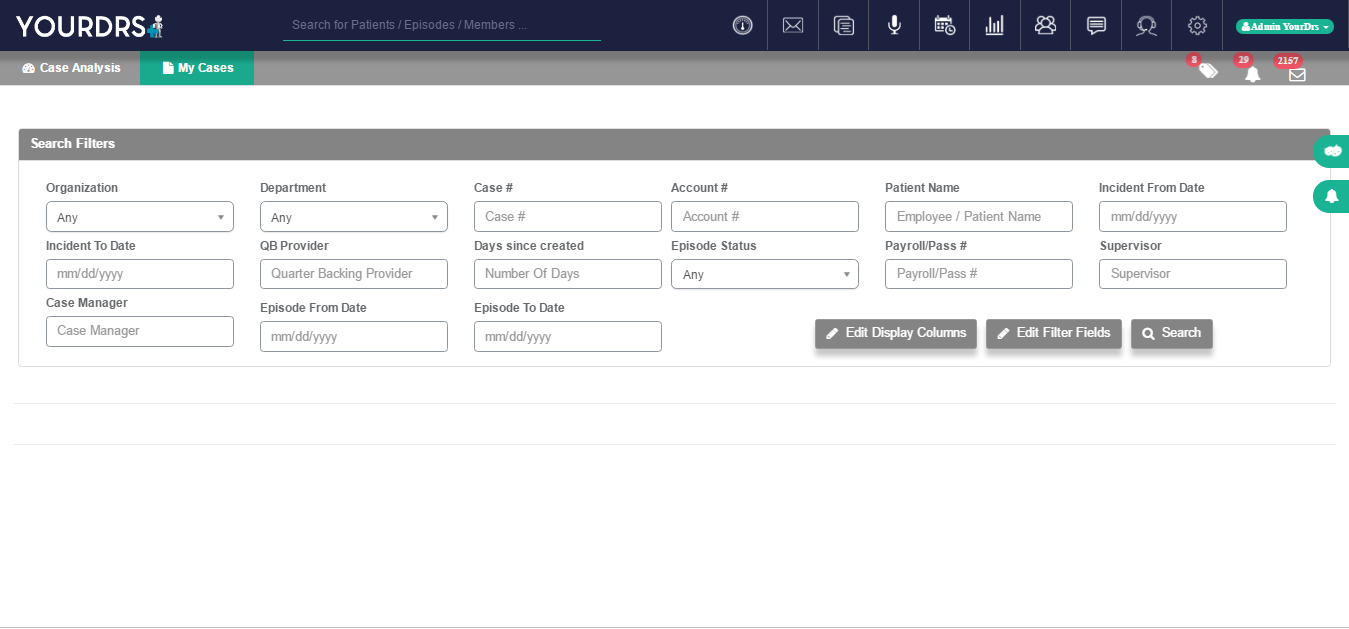 YOURDRS
Search for Patients / Episodes / Members ...
Admin YourDrs
Case Analysis
My Cases
8
29
2157
Search Filters
Organization Department Case # Account # Patient Name Incident From Date
Any Any Case # Account # Employee / Patient Name mm/dd/yyyy
Incident To Date QB Provider Days since created Episode Status Payroll/Pass # Supervisor
mm/dd/yyyy Quarter Backing Provider Number Of Days Any Payroll/Pass # Supervisor
Case Manager Episode From Date Episode To Date
Case Manager mm/dd/yyyy mm/dd/yyyy
Edit Display Columns Edit Filter Fields Search